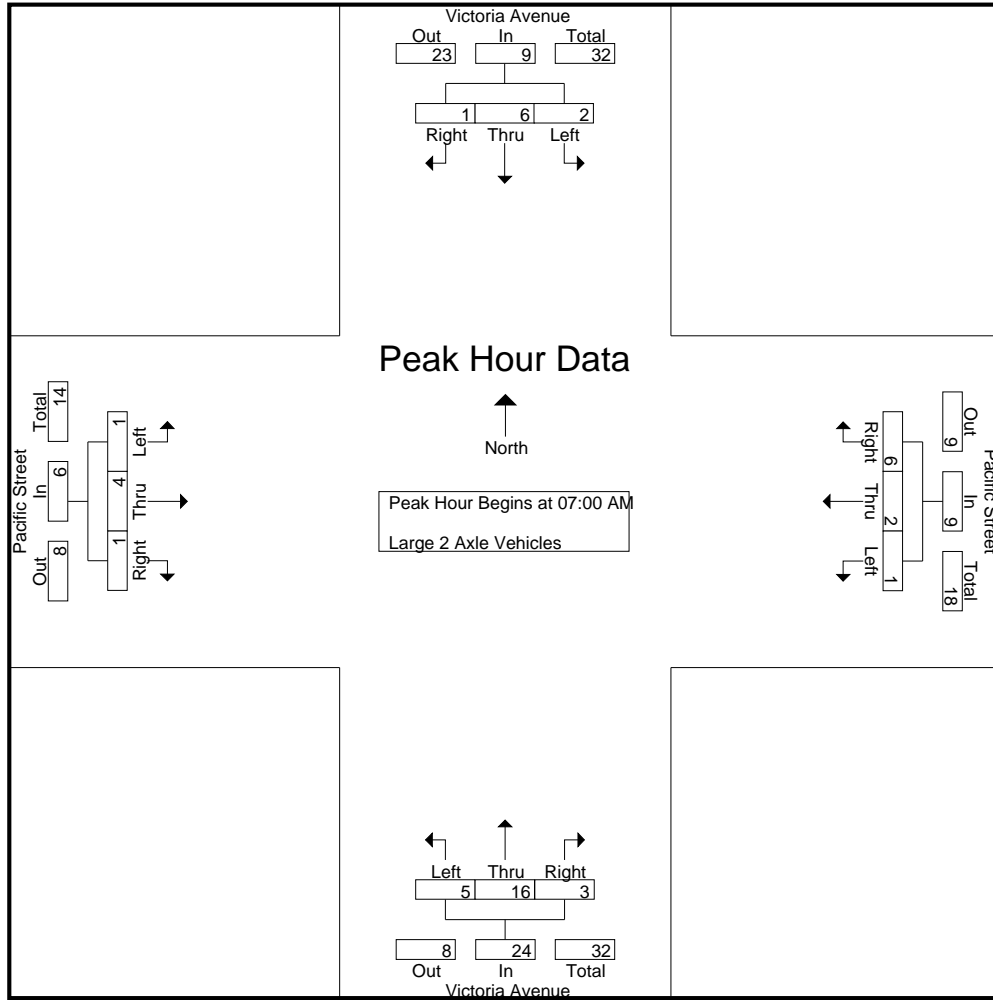 Victoria Avenue
Out In Total
23 9 32
1 6 2
Right Thru Left
Peak Hour Data
North
Peak Hour Begins at 07:00 AM
Large 2 Axle Vehicles
Pacific Street
Total In Out
14 6 8
1 4 1
Left Thru Right
Pacific Street
Out In Total
9 9 18
6 2 1
Right Thru Left
Left Thru Right
5 16 3
8 24 32
Out In Total
Victoria Avenue